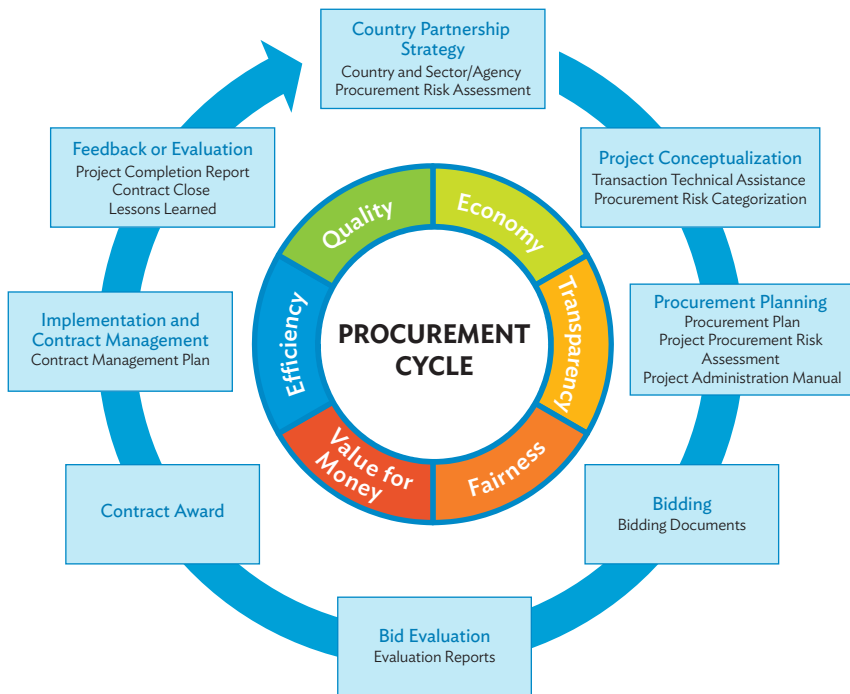 Country Partnership
Strategy
Country and Sector/Agency
Procurement Risk Assessment
Project Conceptualization
Transaction Technical Assistance
Procurement Risk Categorization
Procurement Planning
Procurement Plan
Project Procurement Risk
Assessment
Project Administration Manual
Bidding
Bidding Documents
Bid Evaluation
Evaluation Reports
Contract Award
Implementation and
Contract Management
Contract Management Plan
Feedback or Evaluation
Project Completion Report
Contract Close
Lessons Learned
Quality
Economy
Transparency
Fairness
Value for
Money
Efficiency
PROCUREMENT
CYCLE